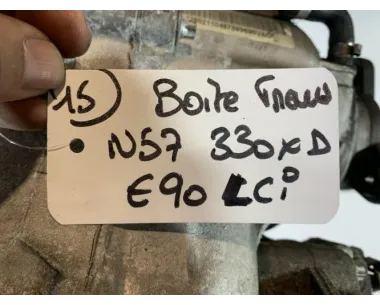 15) Boite Trans
N57 330xD
E90 LCi